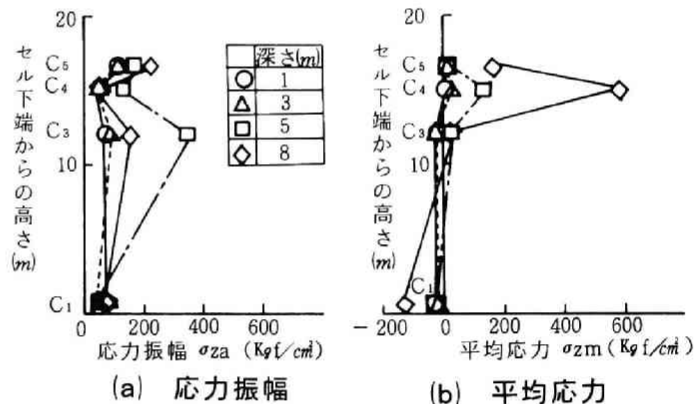 20
10
セル下端からの高さ(m)
C₅
C₄
C₃
C₁
深さ(m)
1
3
5
8
0 200 400 600
応力振幅 σza (Kgf/cm²)
(a) 応力振幅
20
10
セル下端からの高さ(m)
C₅
C₄
C₃
C₁
-200 0 200 400 600
平均応力 σzm (Kgf/cm²)
(b) 平均応力